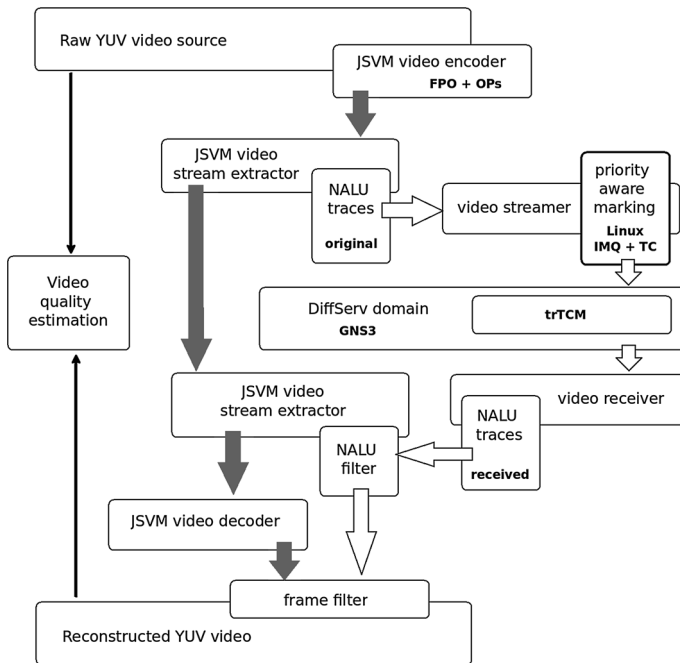 Raw YUV video source
JSVM video encoder
FPO + OPs
JSVM video
stream extractor
NALU
traces
original
video streamer
priority
aware
marking
Linux
IMQ + TC
Video
quality
estimation
DiffServ domain
GNS3
trTCM
JSVM video
stream extractor
video receiver
NALU
traces
received
NALU
filter
JSVM video decoder
frame filter
Reconstructed YUV video